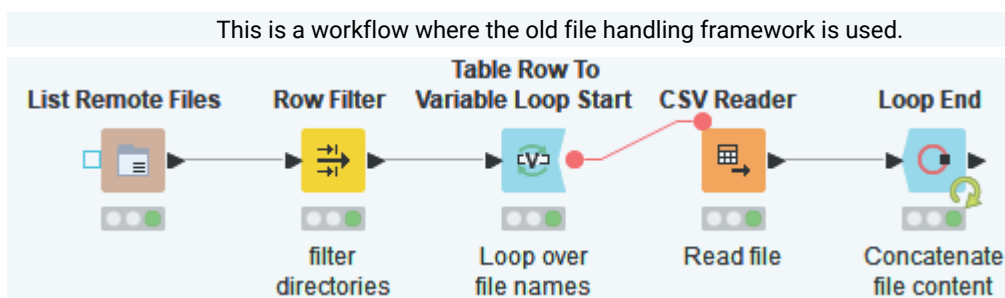 This is a workflow where the old file handling framework is used.
Table Row To
List Remote Files Row Filter Variable Loop Start CSV Reader Loop End
filter Loop over Read file Concatenate
directories file names file content